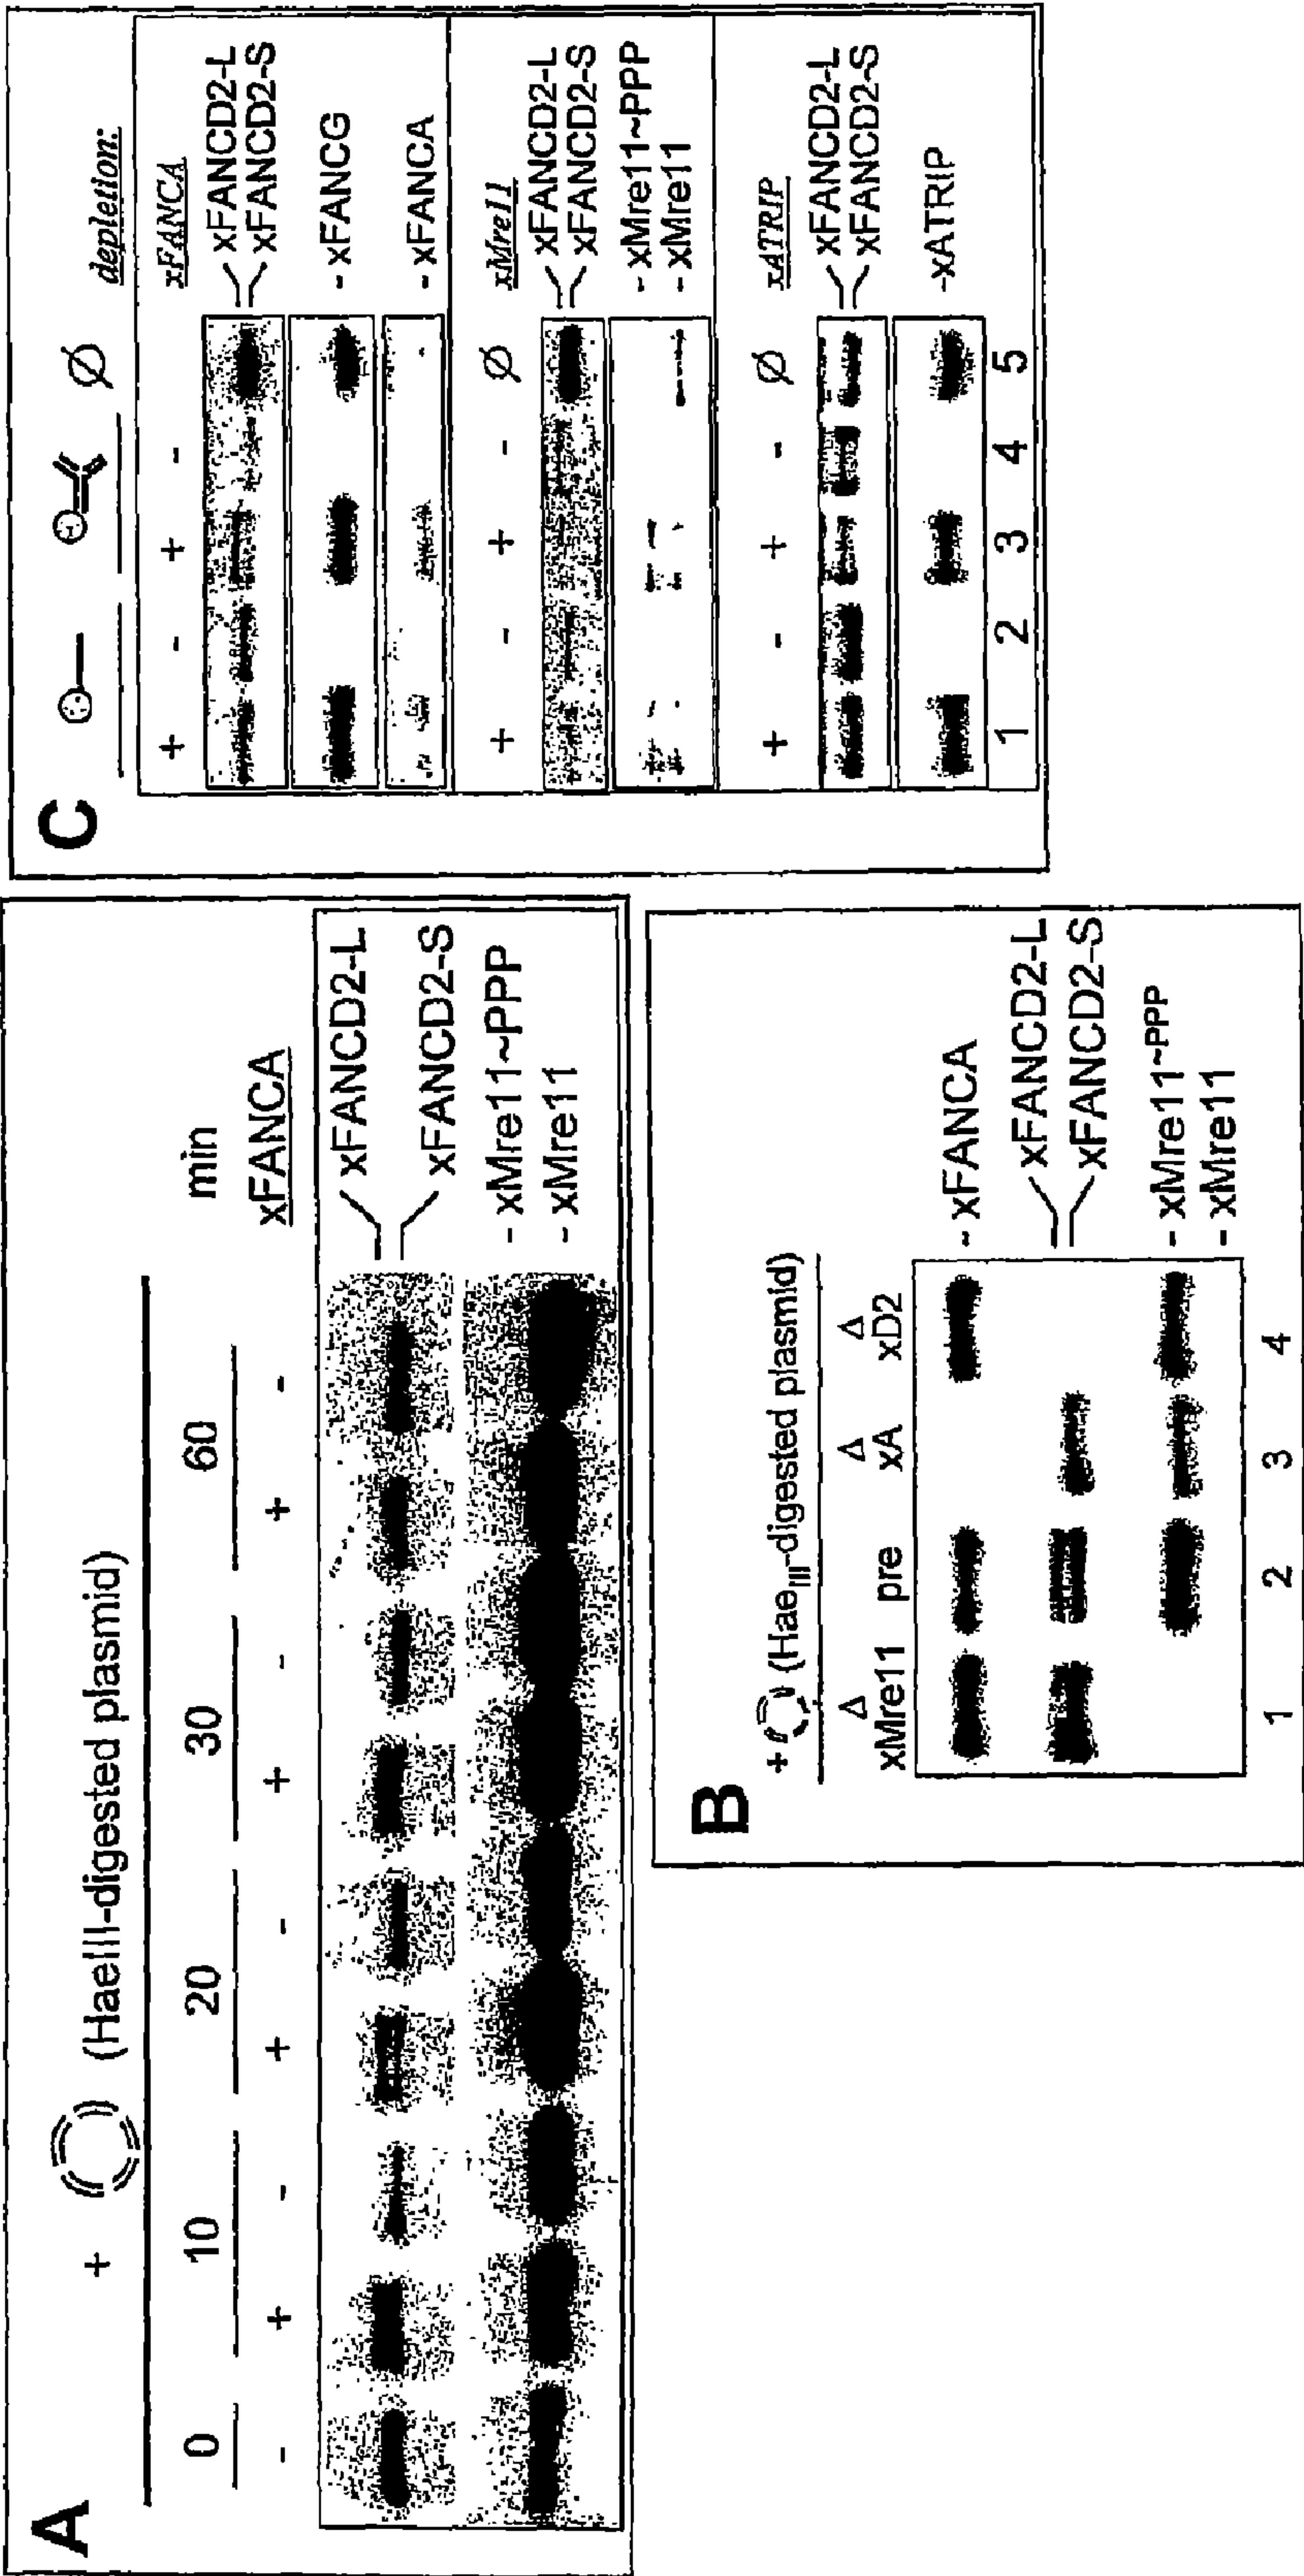 A
+ (HaeIII-digested plasmid)
0 10 20 30 60 min
- + - + - + - + - xFANCA
xFANCD2-L
xFANCD2-S
- xMre11~PPP
- xMre11
B
+ (HaeIII-digested plasmid)
Δ Δ Δ
xMre11 pre xA xD2
- xFANCA
xFANCD2-L
xFANCD2-S
- xMre11~PPP
- xMre11
1 2 3 4
C
Ø depletion:
+ - + - xFANCA
xFANCD2-L
xFANCD2-S
- xFANCG
- xFANCA
+ - + - Ø xMre11
xFANCD2-L
xFANCD2-S
- xMre11~PPP
- xMre11
+ - + - Ø xATRIP
xFANCD2-L
xFANCD2-S
-xATRIP
1 2 3 4 5